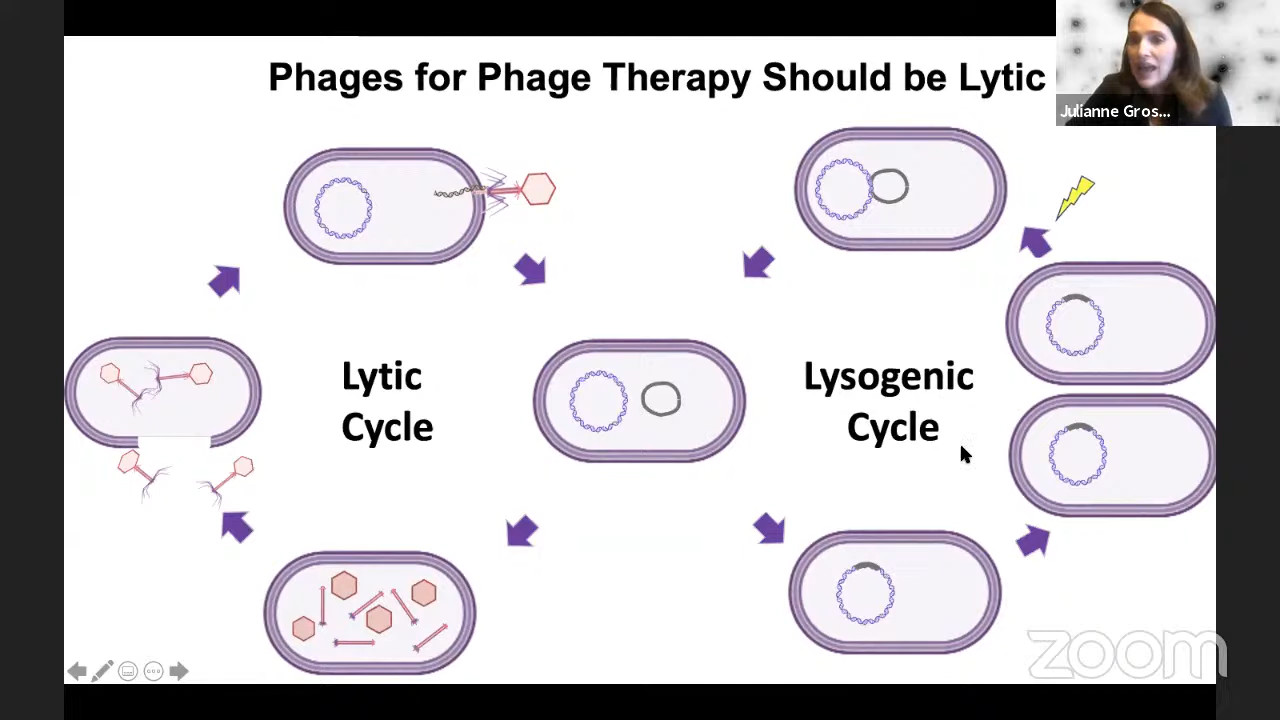 Phages for Phage Therapy Should be Lytic
Julianne Gros...
Lytic
Cycle
Lysogenic
Cycle
zoom